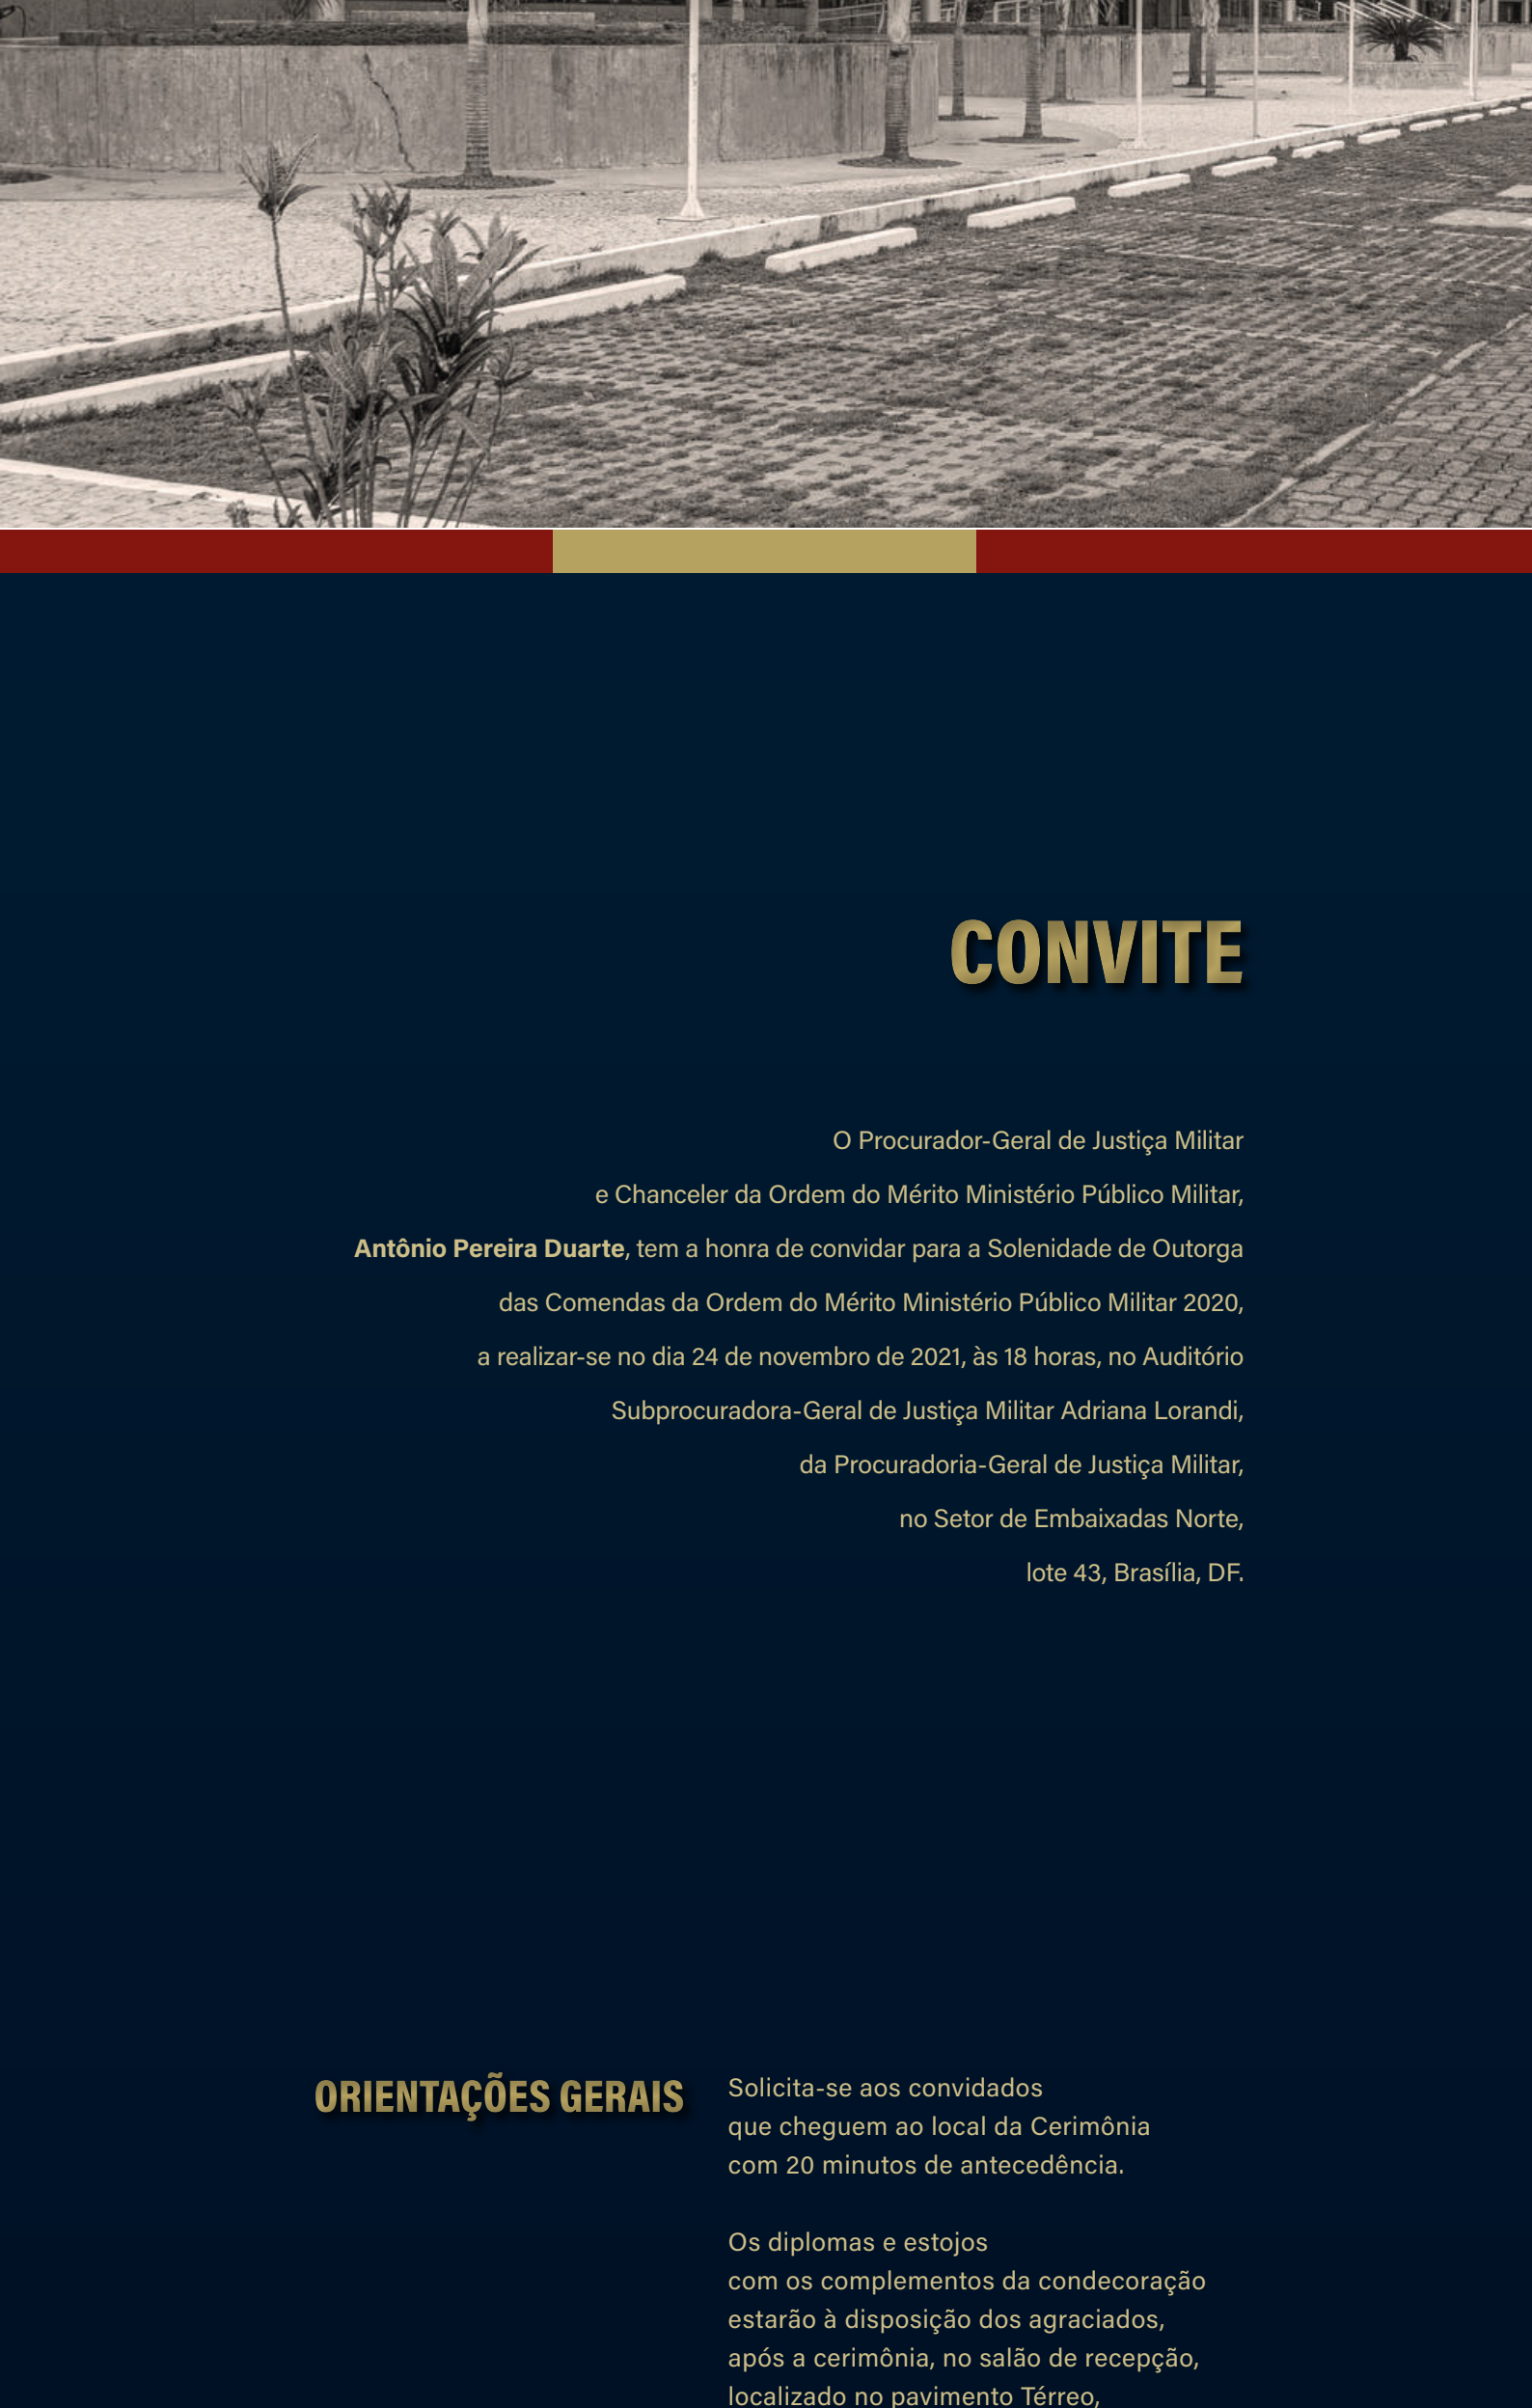 CONVITE
O Procurador-Geral de Justiça Militar
e Chanceler da Ordem do Mérito Ministério Público Militar,
Antônio Pereira Duarte, tem a honra de convidar para a Solenidade de Outorga
das Comendas da Ordem do Mérito Ministério Público Militar 2020,
a realizar-se no dia 24 de novembro de 2021, às 18 horas, no Auditório
Subprocuradora-Geral de Justiça Militar Adriana Lorandi,
da Procuradoria-Geral de Justiça Militar,
no Setor de Embaixadas Norte,
lote 43, Brasília, DF.
ORIENTAÇÕES GERAIS
Solicita-se aos convidados
que cheguem ao local da Cerimônia
com 20 minutos de antecedência.
Os diplomas e estojos
com os complementos da condecoração
estarão à disposição dos agraciados,
após a cerimônia, no salão de recepção,
localizado no pavimento Térreo,